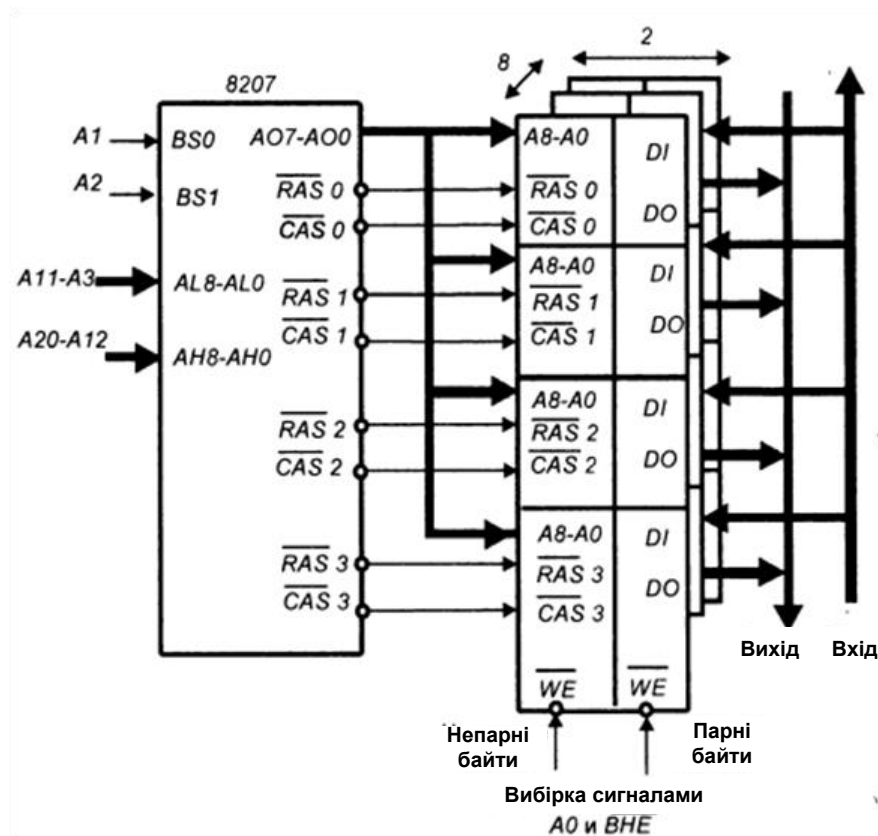 2
8
8207
A1
BS0
AO7-AO0
A8-A0
DI
A2
BS1
RAS 0
RAS 0
CAS 0
CAS 0
DO
A11-A3
AL8-AL0
RAS 1
A8-A0
DI
RAS 1
A20-A12
AH8-AH0
CAS 1
CAS 1
DO
A8-A0
DI
RAS 2
RAS 2
CAS 2
CAS 2
DO
RAS 3
A8-A0
DI
RAS 3
CAS 3
CAS 3
DO
Вихід
Вхід
WE
WE
Непарні
байти
Парні
байти
Вибірка сигналами
A0 и BHE